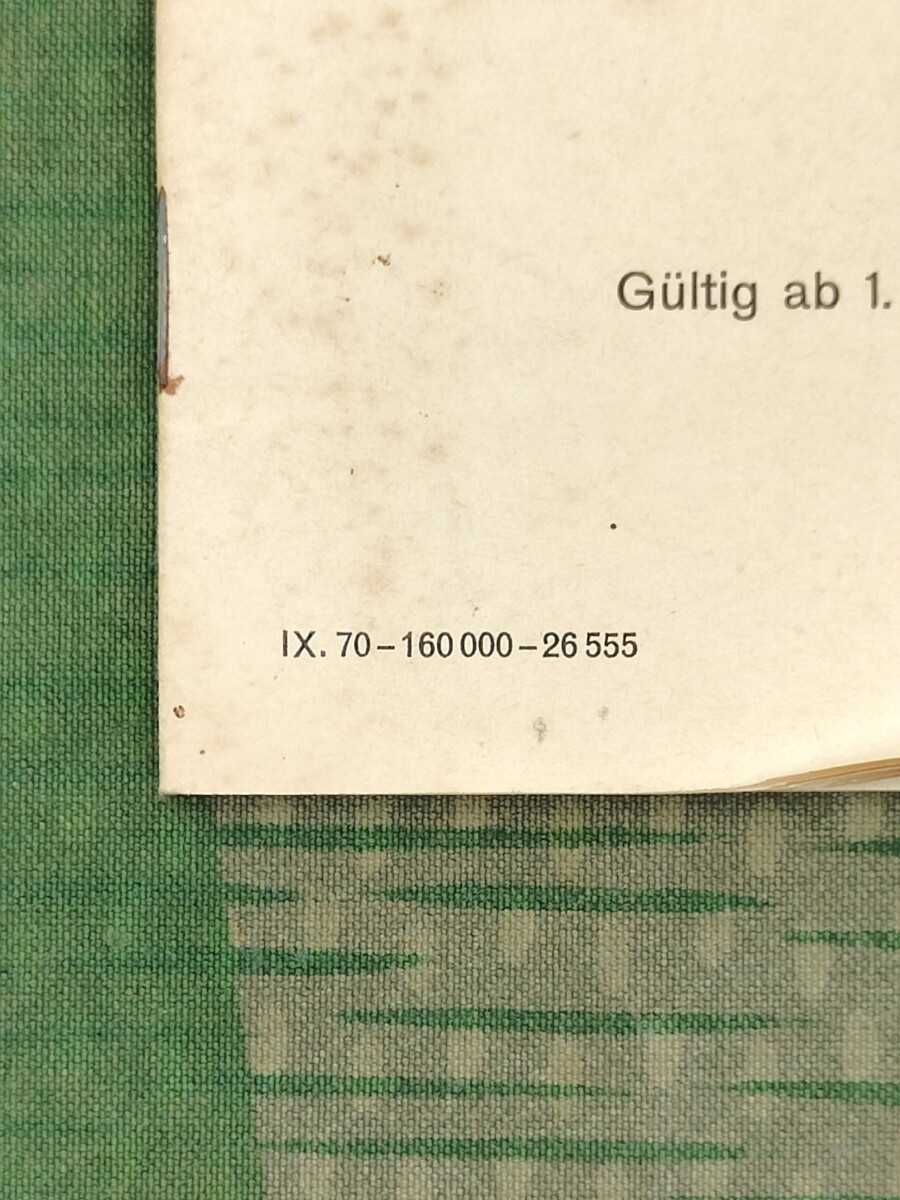 Gültig ab 1.
IX. 70–160 000–26 555